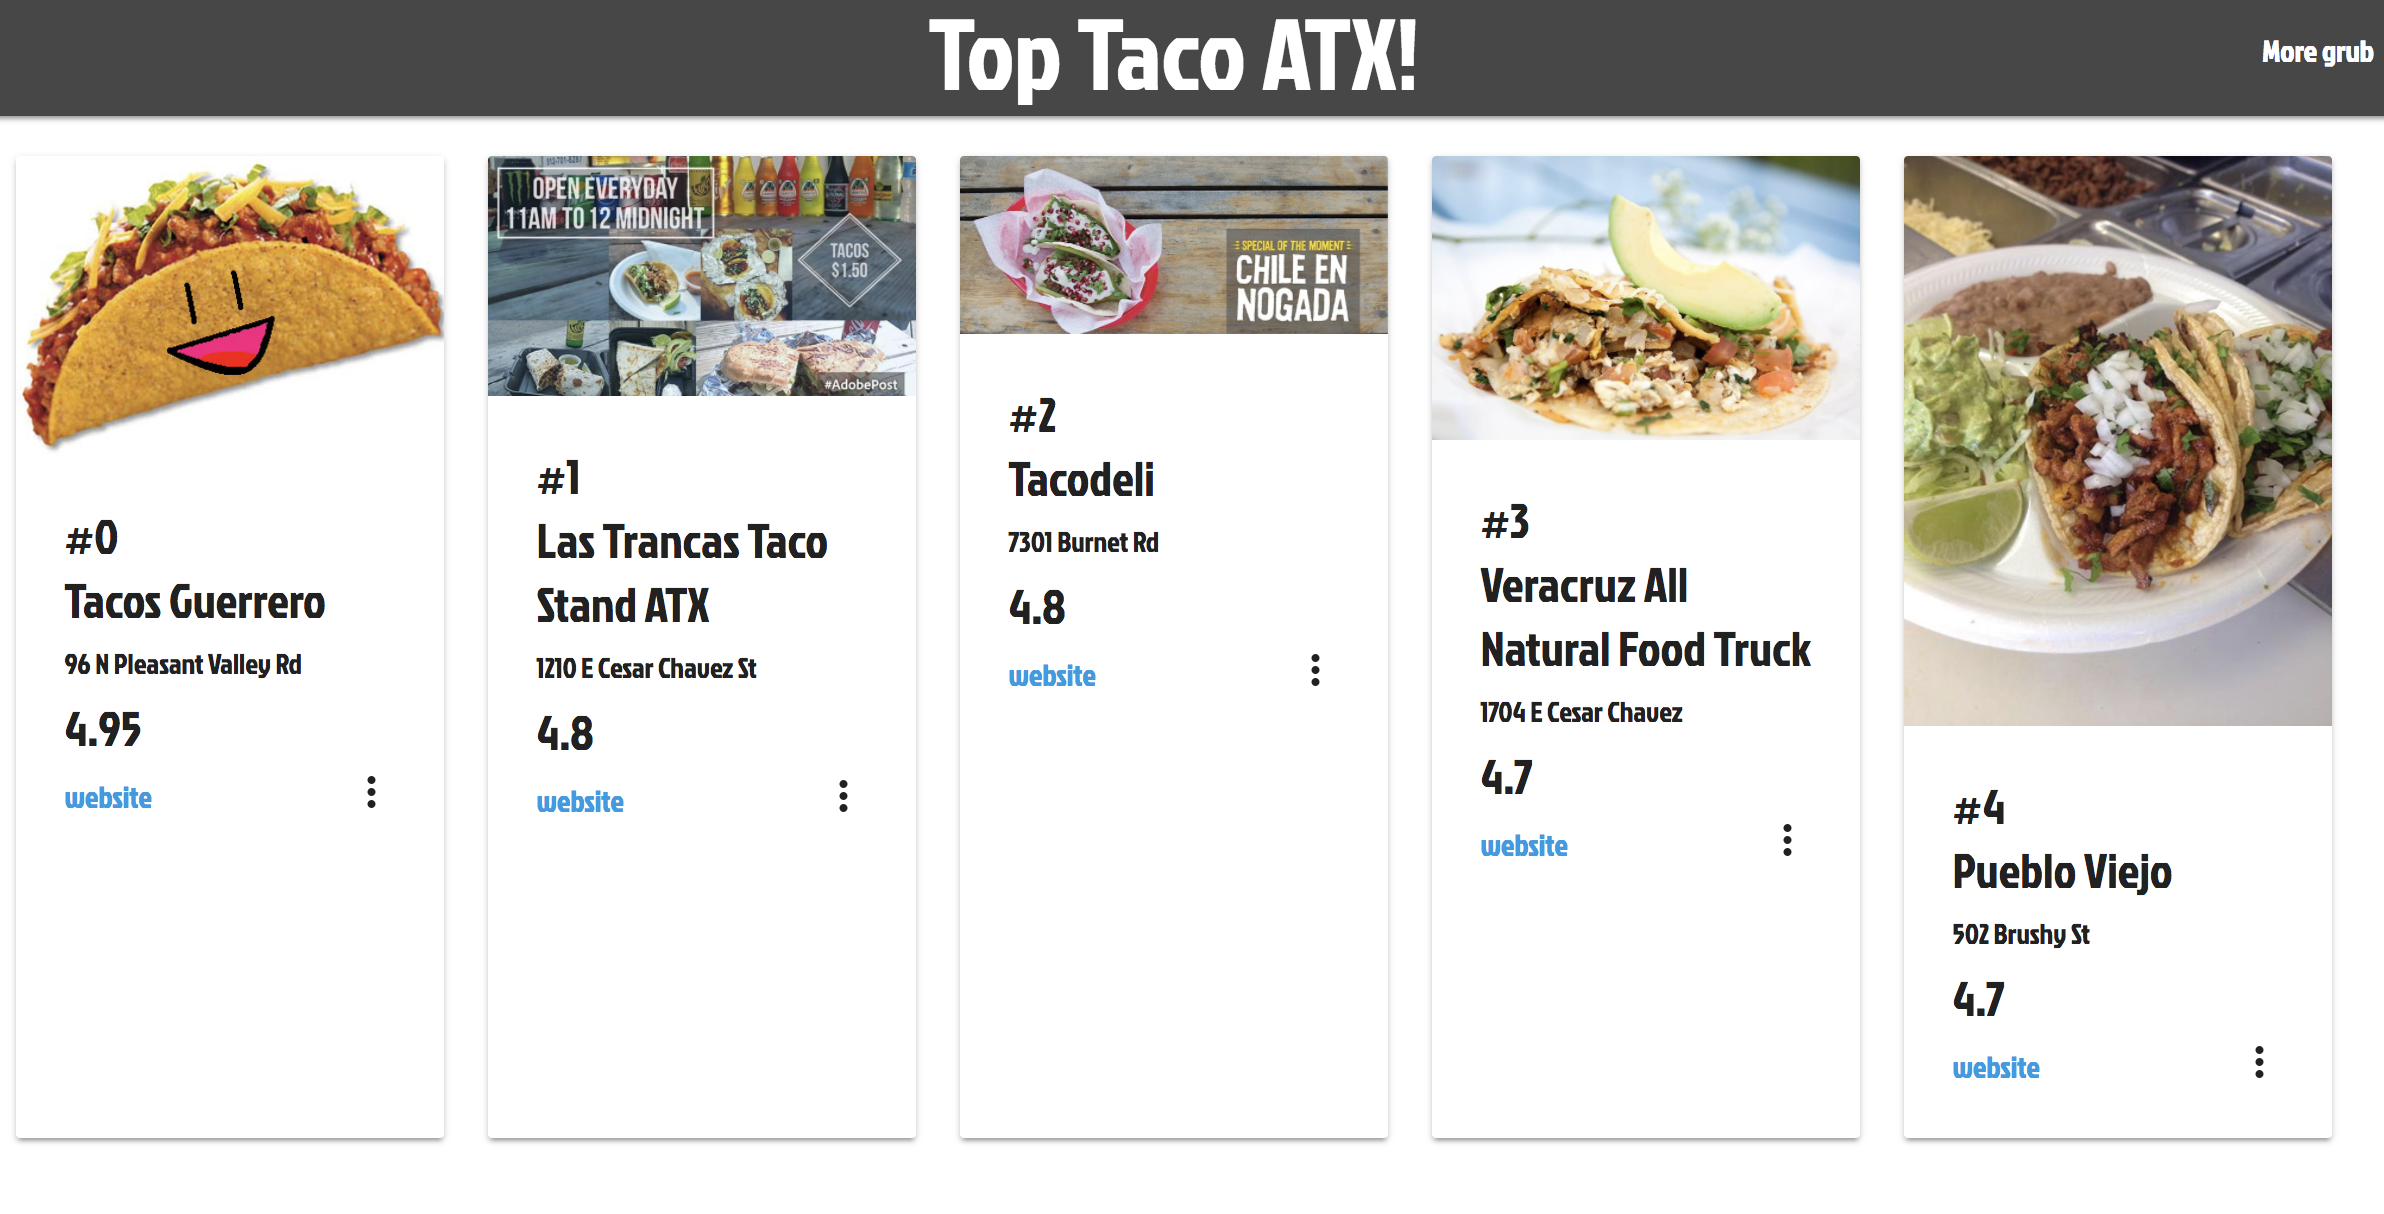 Top Taco ATX!
More grub
#0
Tacos Guerrero
96 N Pleasant Valley Rd
4.95
website
OPEN EVERYDAY
11AM TO 12 MIDNIGHT
TACOS
$1.50
#AdobePost
#1
Las Trancas Taco
Stand ATX
1210 E Cesar Chavez St
4.8
website
SPECIAL OF THE MOMENT
CHILE EN
NOGADA
#2
Tacodeli
7301 Burnet Rd
4.8
website
#3
Veracruz All
Natural Food Truck
1704 E Cesar Chavez
4.7
website
#4
Pueblo Viejo
502 Brushy St
4.7
website